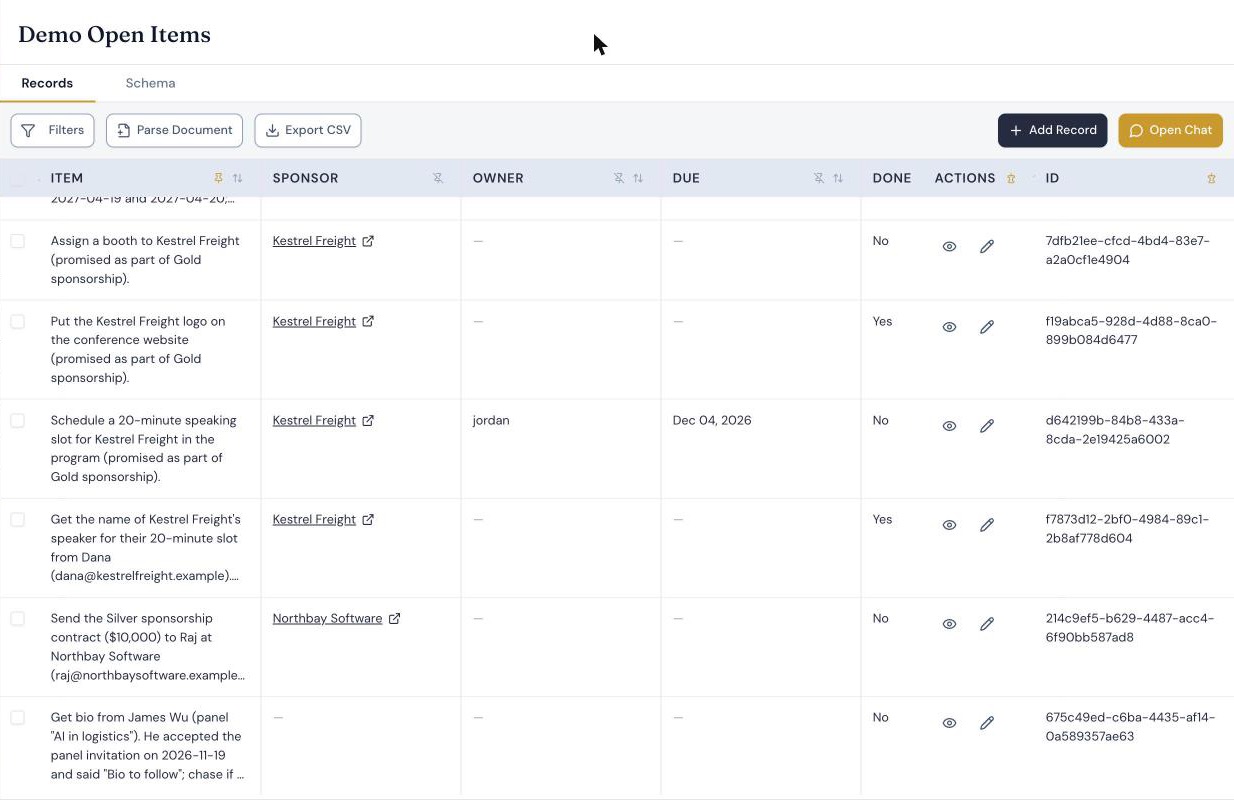 Demo Open Items
Records Schema
Filters Parse Document Export CSV + Add Record Open Chat
ITEM SPONSOR OWNER DUE DONE ACTIONS ID
2027-04-19 and 2027-04-20,...
Assign a booth to Kestrel Freight Kestrel Freight — — No 7dfb21ee-cfcd-4bd4-83e7-
(promised as part of Gold a2a0cf1e4904
sponsorship).
Put the Kestrel Freight logo on Kestrel Freight — — Yes f19abca5-928d-4d88-8ca0-
the conference website 899b084d6477
(promised as part of Gold
sponsorship).
Schedule a 20-minute speaking Kestrel Freight jordan Dec 04, 2026 No d642199b-84b8-433a-
slot for Kestrel Freight in the 8cda-2e19425a6002
program (promised as part of
Gold sponsorship).
Get the name of Kestrel Freight's Kestrel Freight — — Yes f7873d12-2bf0-4984-89c1-
speaker for their 20-minute slot 2b8af778d604
from Dana
(dana@kestrelfreight.example)....
Send the Silver sponsorship Northbay Software — — No 214c9ef5-b629-4487-acc4-
contract ($10,000) to Raj at 6f90bb587ad8
Northbay Software
(raj@northbaysoftware.example...
Get bio from James Wu (panel — — — No 675c49ed-c6ba-4435-af14-
"AI in logistics"). He accepted the 0a589357ae63
panel invitation on 2026-11-19
and said "Bio to follow"; chase if ...